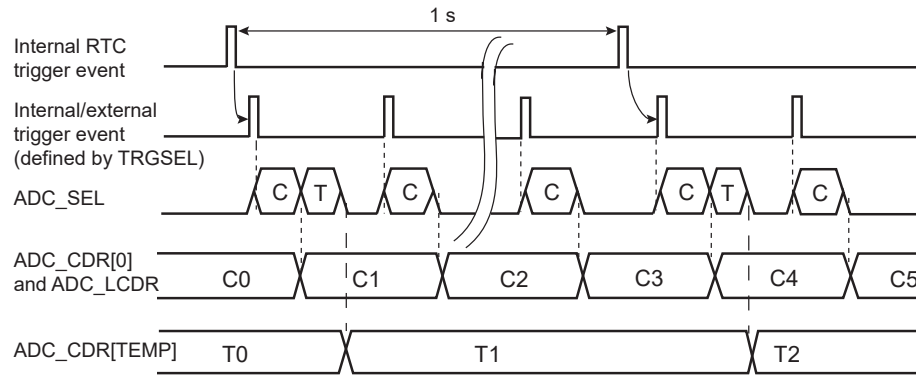 1 s
Internal RTC
trigger event
Internal/external
trigger event
(defined by TRGSEL)
ADC_SEL
C T C C C T C
ADC_CDR[0]
and ADC_LCDR
C0 C1 C2 C3 C4 C5
ADC_CDR[TEMP]
T0 T1 T2